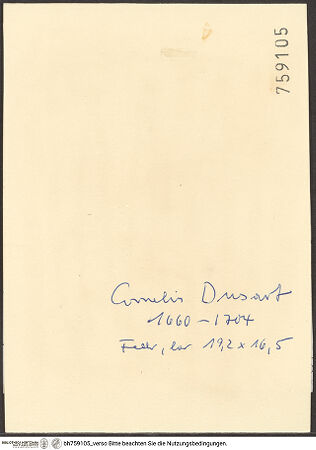 759105
Cornelis Dusart
1660-1704
Feder, lav 19,2 x 16,5
bh759105_verso Bitte beachten Sie die Nutzungsbedingungen.